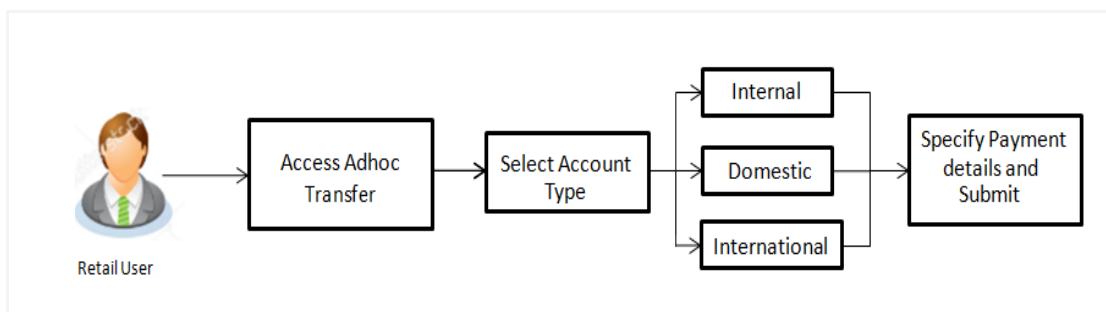 Retail User
Access Adhoc
Transfer
Select Account
Type
Internal
Domestic
International
Specify Payment
details and
Submit